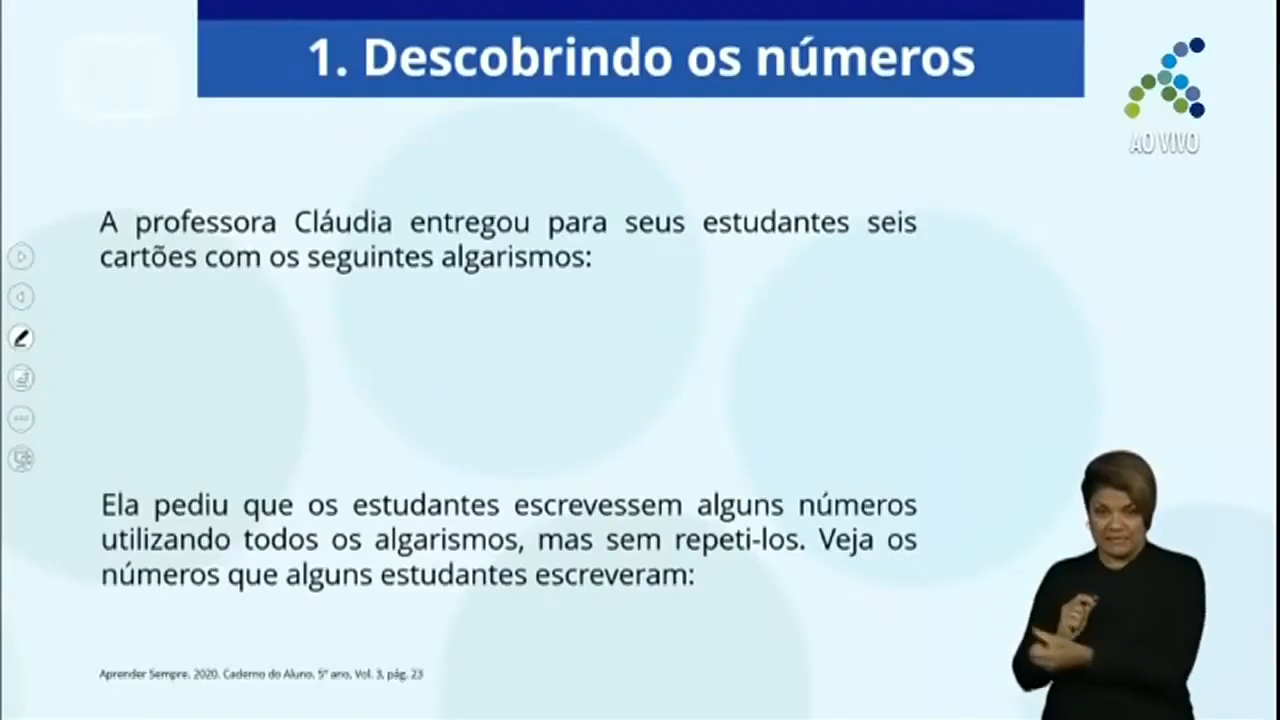 1. Descobrindo os números
AO VIVO
A professora Cláudia entregou para seus estudantes seis
cartões com os seguintes algarismos:
Ela pediu que os estudantes escrevessem alguns números
utilizando todos os algarismos, mas sem repeti-los. Veja os
números que alguns estudantes escreveram:
Aprender Sempre. 2020. Caderno do Aluno. 5º ano, Vol. 3, pág. 23